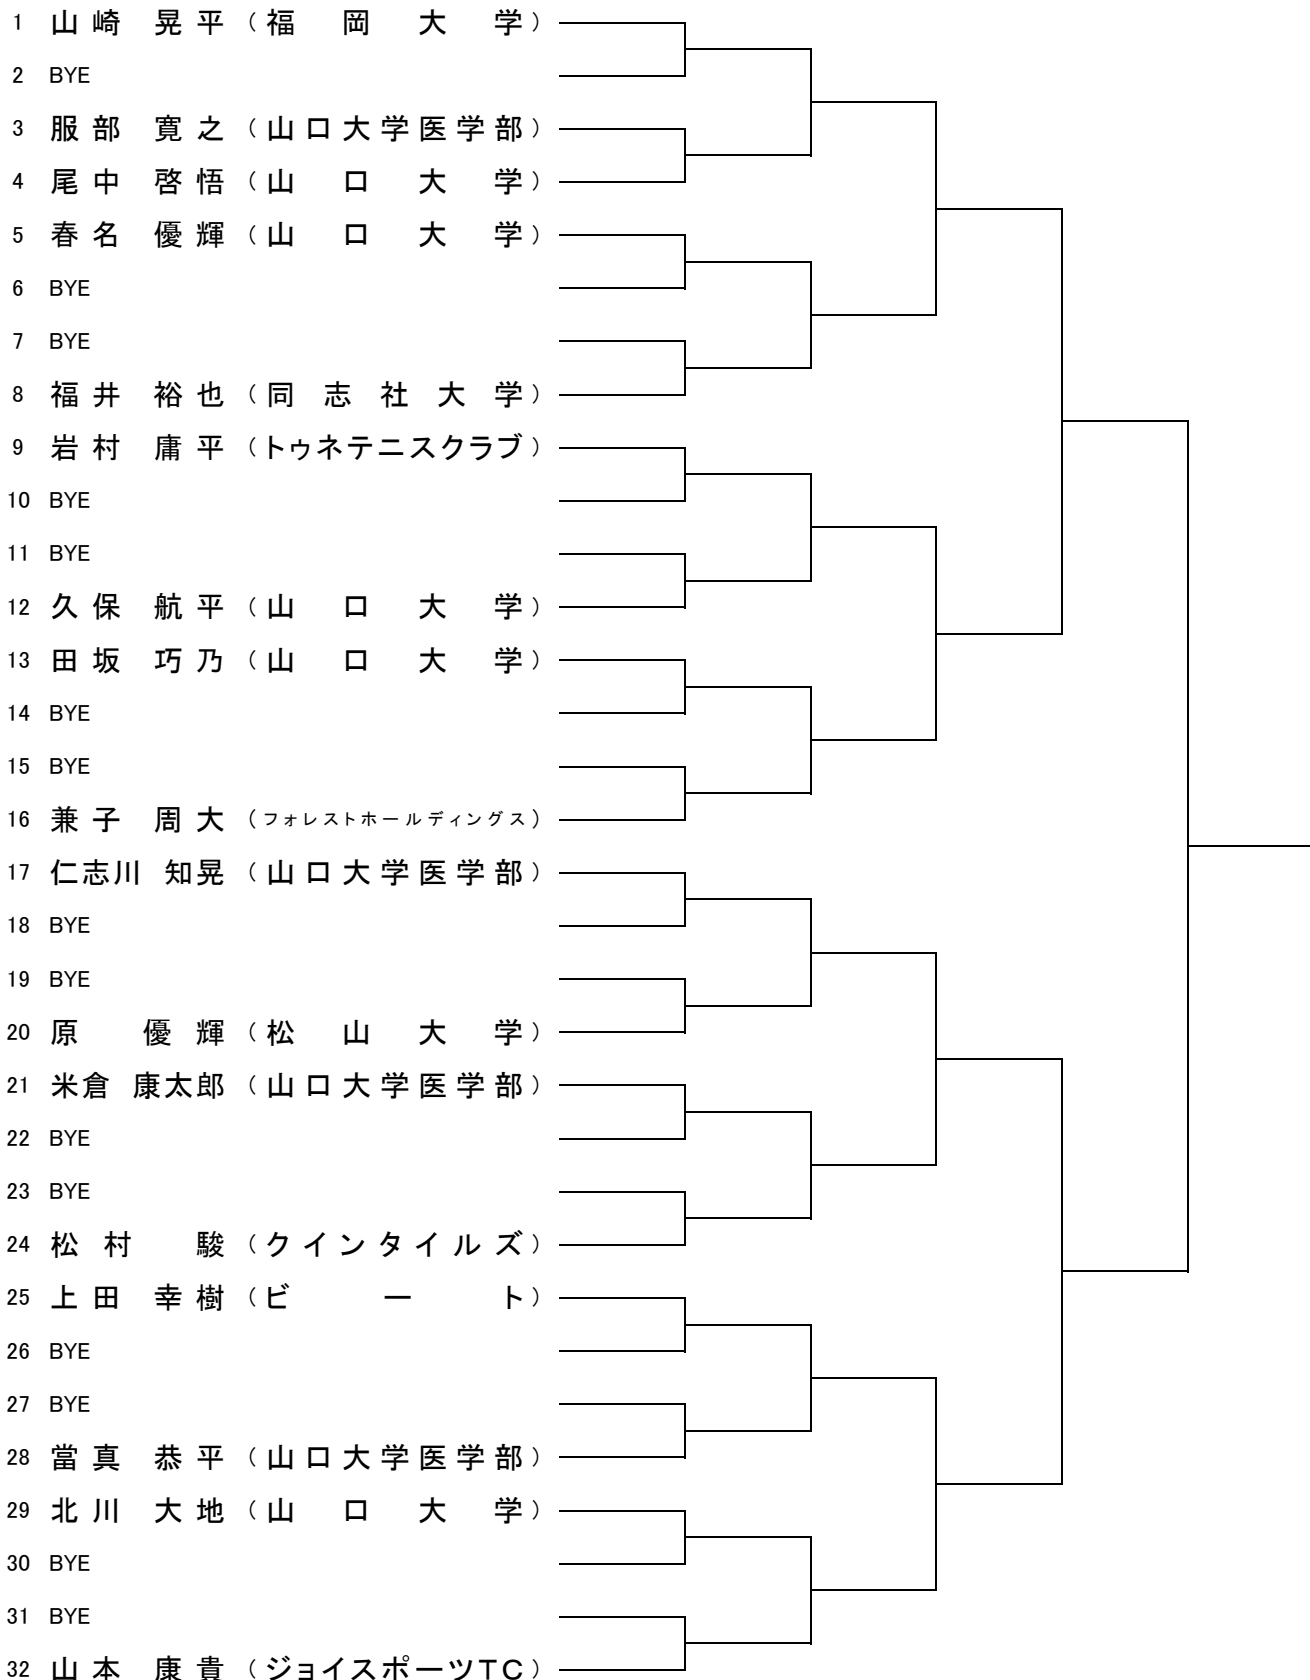 1 山崎 晃平 (福岡大学)
2 BYE
3 服部 寛之 (山口大学医学部)
4 尾中 啓悟 (山口大学)
5 春名 優輝 (山口大学)
6 BYE
7 BYE
8 福井 裕也 (同志社大学)
9 岩村 庸平 (トゥネテニスクラブ)
10 BYE
11 BYE
12 久保 航平 (山口大学)
13 田坂 巧乃 (山口大学)
14 BYE
15 BYE
16 兼子 周大 (フォレストホールディングス)
17 仁志川 知晃 (山口大学医学部)
18 BYE
19 BYE
20 原 優輝 (松山大学)
21 米倉 康太郎 (山口大学医学部)
22 BYE
23 BYE
24 松村 駿 (クインタイルズ)
25 上田 幸樹 (ビート)
26 BYE
27 BYE
28 當真 恭平 (山口大学医学部)
29 北川 大地 (山口大学)
30 BYE
31 BYE
32 山本 康貴 (ジョイスポーツTC)